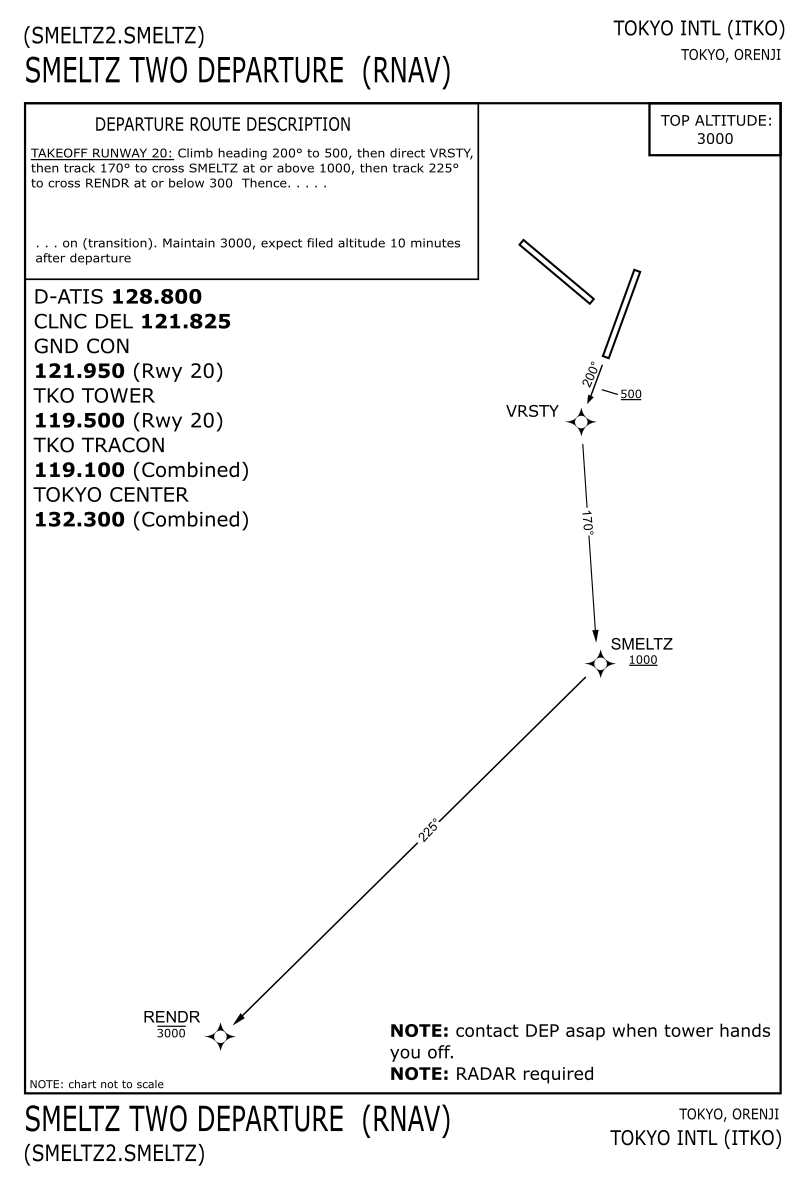 (SMELTZ2.SMELTZ)
SMELTZ TWO DEPARTURE (RNAV)
TOKYO INTL (ITKO)
TOKYO, ORENJI
DEPARTURE ROUTE DESCRIPTION
TAKEOFF RUNWAY 20: Climb heading 200° to 500, then direct VRSTY,
then track 170° to cross SMELTZ at or above 1000, then track 225°
to cross RENDR at or below 300 Thence. . . . .
. . . on (transition). Maintain 3000, expect filed altitude 10 minutes
after departure
TOP ALTITUDE:
3000
D-ATIS 128.800
CLNC DEL 121.825
GND CON
121.950 (Rwy 20)
TKO TOWER
119.500 (Rwy 20)
TKO TRACON
119.100 (Combined)
TOKYO CENTER
132.300 (Combined)
200°
500
VRSTY
170°
SMELTZ
1000
225°
RENDR
3000
NOTE: contact DEP asap when tower hands
you off.
NOTE: RADAR required
NOTE: chart not to scale
SMELTZ TWO DEPARTURE (RNAV)
(SMELTZ2.SMELTZ)
TOKYO, ORENJI
TOKYO INTL (ITKO)